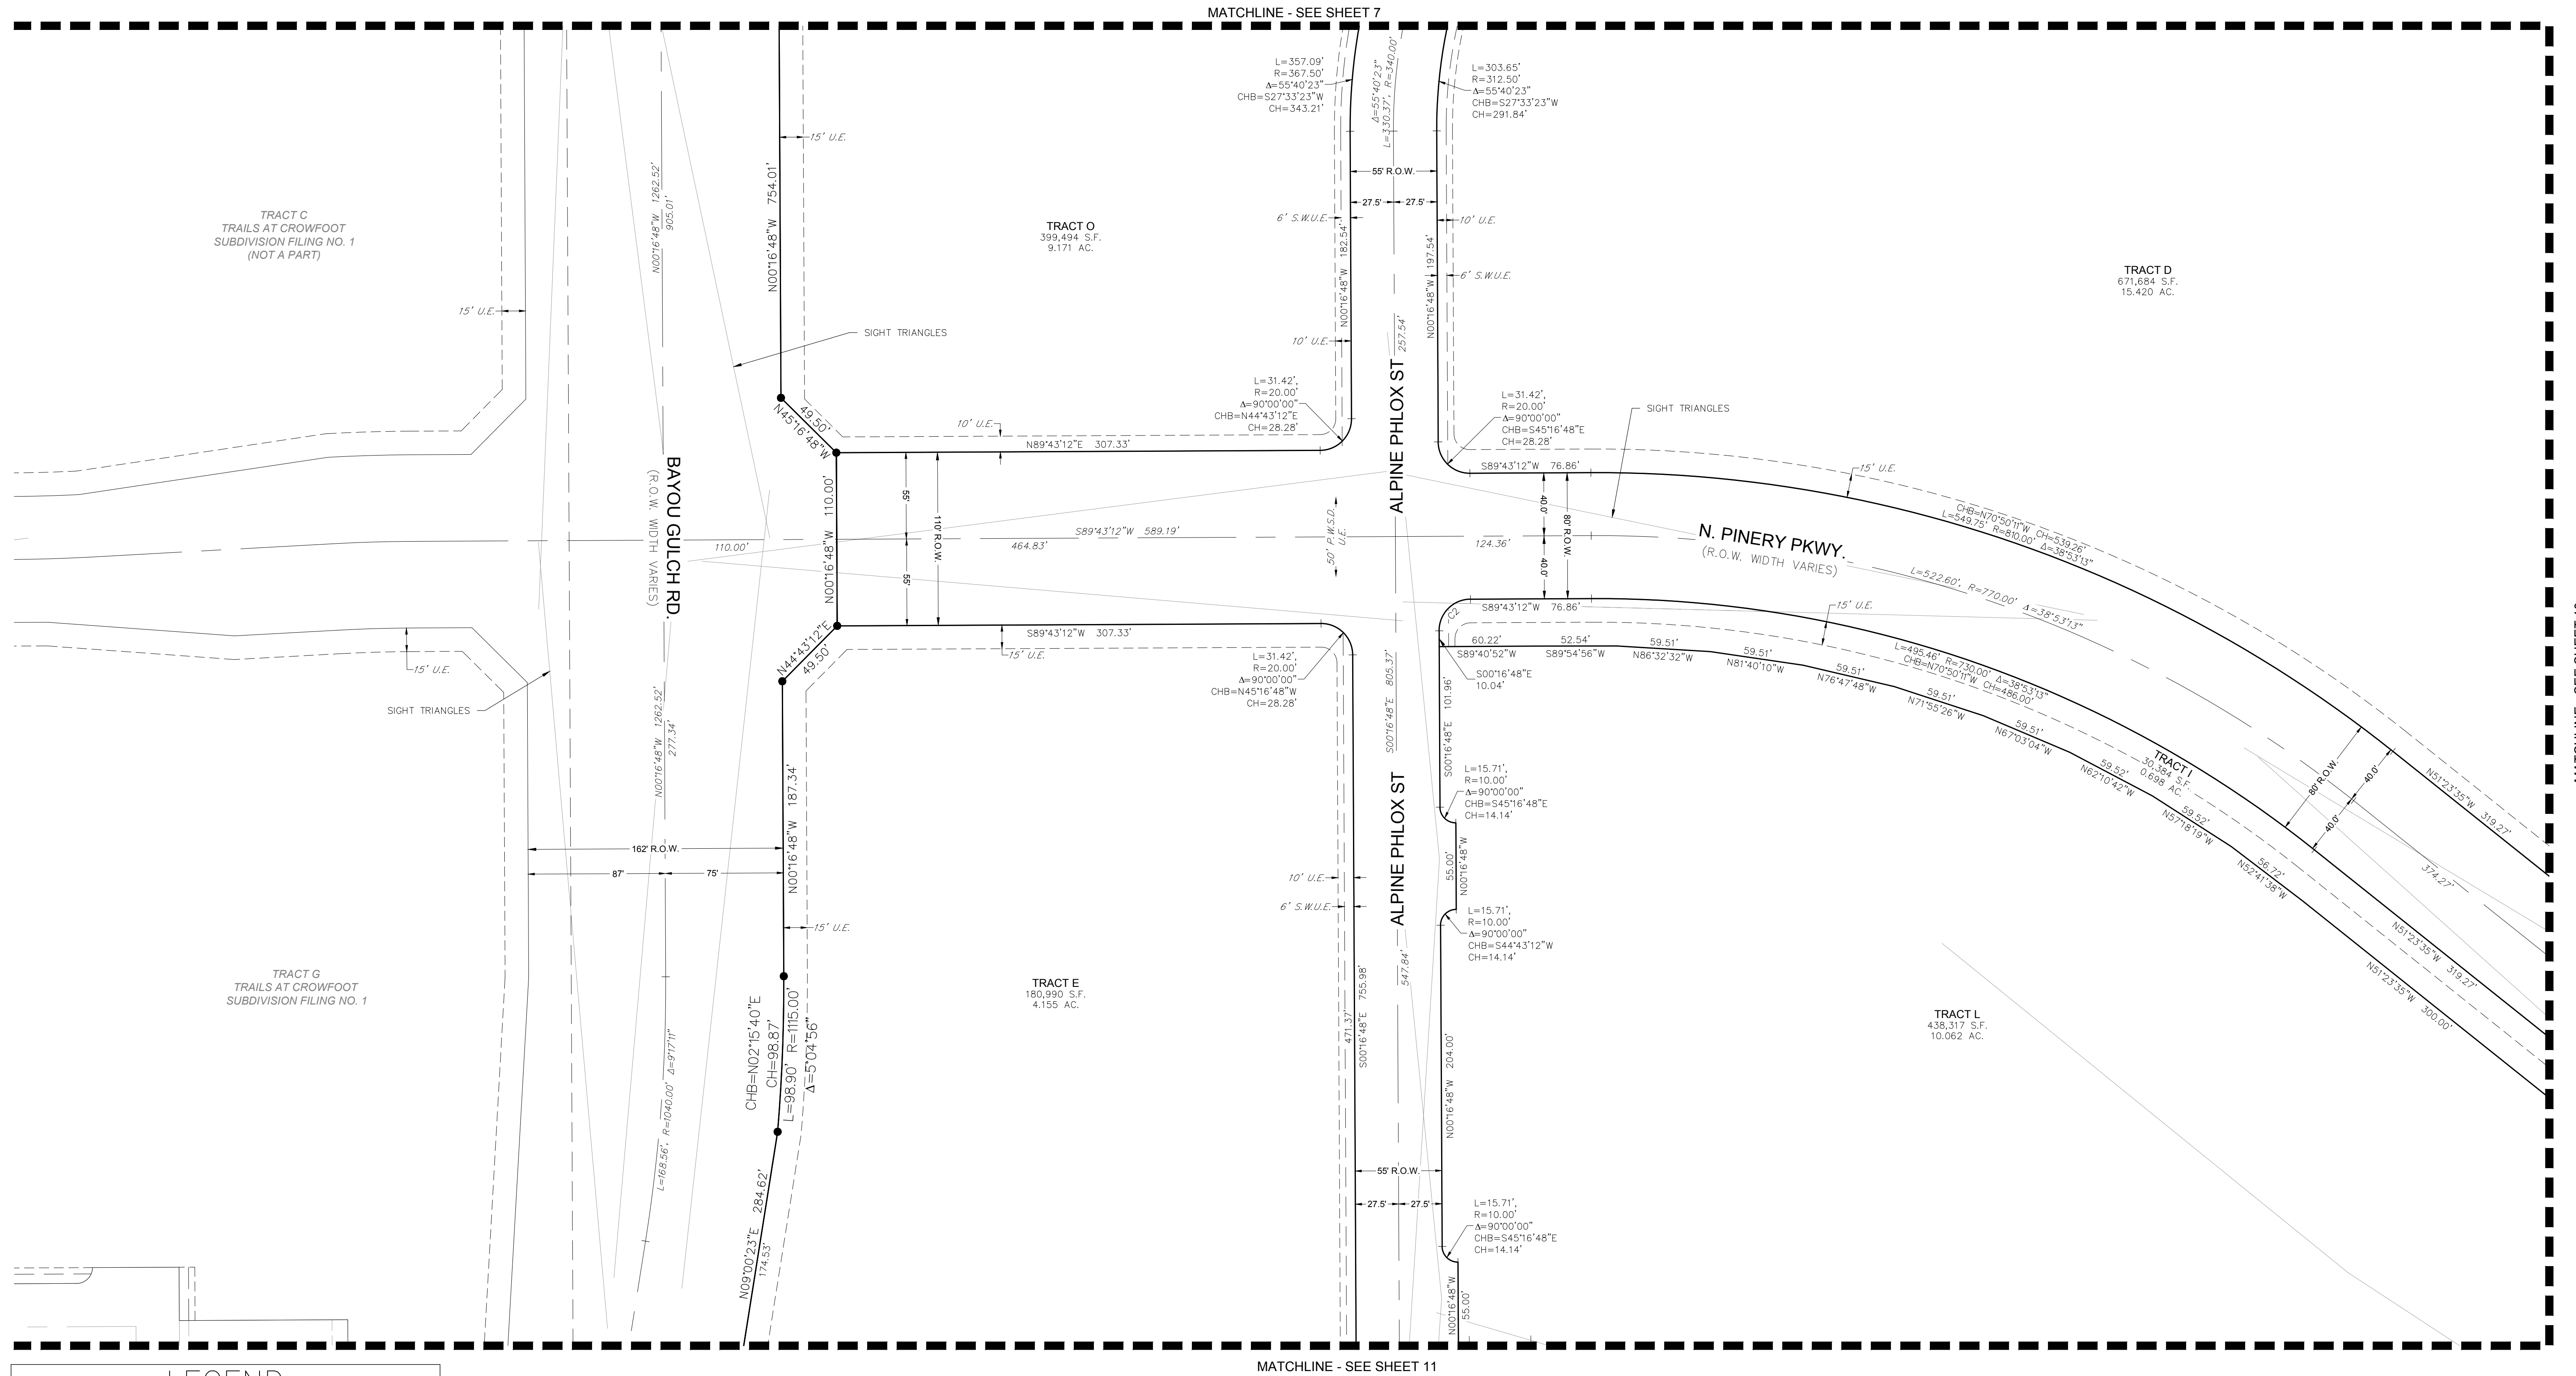 MATCHLINE - SEE SHEET 7
TRACT C
TRAILS AT CROWFOOT
SUBDIVISION FILING NO. 1
(NOT A PART)
15' U.E.
N00°16'48"W 1262.52'
905.01'
N00°16'48"W 754.01'
15' U.E.
SIGHT TRIANGLES
TRACT O
399,494 S.F.
9.171 AC.
L=357.09'
R=367.50'
Δ=55°40'23"
CHB=S27°33'23"W
CH=343.21'
Δ=55°40'23"
L=330.37', R=340.00'
L=303.65'
R=312.50'
Δ=55°40'23"
CHB=S27°33'23"W
CH=291.84'
55' R.O.W.
27.5'
27.5'
6' S.W.U.E.
10' U.E.
N00°16'48"W 182.54'
N00°16'48"W 197.54'
6' S.W.U.E.
10' U.E.
257.54'
ALPINE PHLOX ST
TRACT D
671,684 S.F.
15.420 AC.
L=31.42',
R=20.00'
Δ=90°00'00"
CHB=N44°43'12"E
CH=28.28'
L=31.42',
R=20.00'
Δ=90°00'00"
CHB=S45°16'48"E
CH=28.28'
SIGHT TRIANGLES
49.50'
N45°16'48"W
10' U.E.
N89°43'12"E 307.33'
BAYOU GULCH RD.
(R.O.W. WIDTH VARIES)
N00°16'48"W 110.00'
55'
110' R.O.W.
55'
110.00'
464.83'
S89°43'12"W 589.19'
50' P.W.S.D.
U.E.
124.36'
S89°43'12"W 76.86'
40.0'
80' R.O.W.
40.0'
N. PINERY PKWY.
(R.O.W. WIDTH VARIES)
15' U.E.
CHB=N70°50'11"W CH=539.26'
L=549.75' R=810.00' Δ=38°53'13"
L=522.60', R=770.00' Δ=38°53'13"
N44°43'12"E
49.50'
S89°43'12"W 307.33'
15' U.E.
L=31.42',
R=20.00'
Δ=90°00'00"
CHB=N45°16'48"W
CH=28.28'
C2
S89°43'12"W 76.86'
15' U.E.
60.22'
S89°40'52"W
52.54'
S89°54'56"W
59.51'
N86°32'32"W
59.51'
N81°40'10"W
59.51'
N76°47'48"W
59.51'
N71°55'26"W
59.51'
N67°03'04"W
59.52'
N62°10'42"W
59.52'
N57°18'19"W
56.72'
N52°41'38"W
L=495.46' R=730.00' Δ=38°53'13"
CHB=N70°50'11"W CH=486.00'
S00°16'48"E
10.04'
TRACT I
30,384 S.F.
0.698 AC.
80' R.O.W.
40.0'
40.0'
N51°23'35"W 319.27'
374.27'
N51°23'35"W 319.27'
N51°23'35"W 300.00'
15' U.E.
SIGHT TRIANGLES
N00°16'48"W 1262.52'
277.34'
N00°16'48"W 187.34'
162' R.O.W.
87'
75'
15' U.E.
S00°16'48"E 805.37'
S00°16'48"E 101.96'
L=15.71',
R=10.00'
Δ=90°00'00"
CHB=S45°16'48"E
CH=14.14'
ALPINE PHLOX ST
55.00'
N00°16'48"W
10' U.E.
6' S.W.U.E.
L=15.71',
R=10.00'
Δ=90°00'00"
CHB=S44°43'12"W
CH=14.14'
TRACT G
TRAILS AT CROWFOOT
SUBDIVISION FILING NO. 1
L=168.56', R=1040.00' Δ=9°17'11"
CHB=N02°15'40"E
CH=98.87'
L=98.90' R=1115.00'
Δ=5°04'56"
TRACT E
180,990 S.F.
4.155 AC.
471.37'
S00°16'48"E 755.98'
547.84'
N00°16'48"W 204.00'
TRACT L
438,317 S.F.
10.062 AC.
55' R.O.W.
27.5'
27.5'
N09°00'23"E 284.62'
174.53'
L=15.71',
R=10.00'
Δ=90°00'00"
CHB=S45°16'48"E
CH=14.14'
N00°16'48"W
55.00'
MATCHLINE - SEE SHEET 11